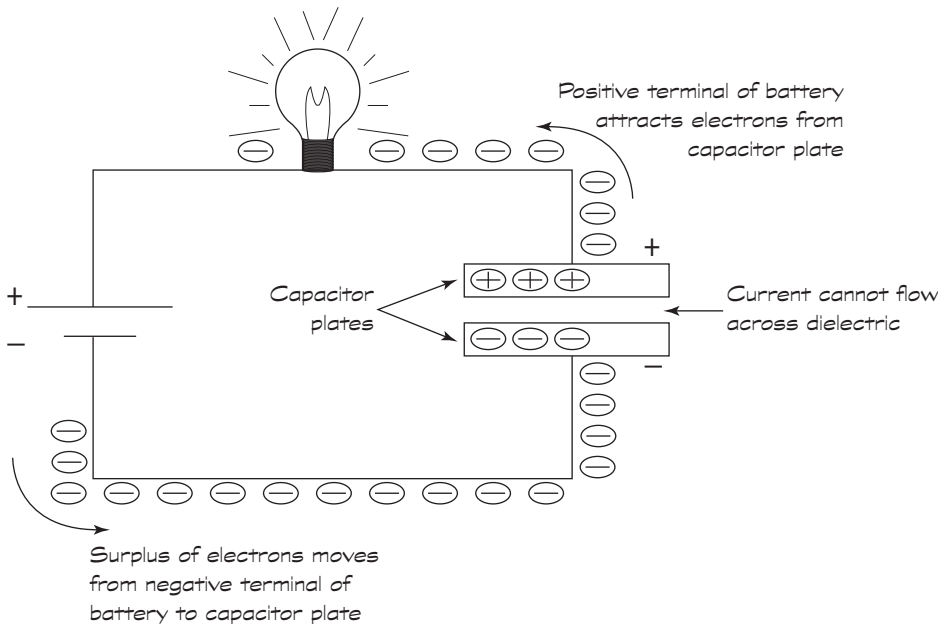 Positive terminal of battery
attracts electrons from
capacitor plate
+
+
−
Capacitor
plates
Current cannot flow
across dielectric
−
Surplus of electrons moves
from negative terminal of
battery to capacitor plate